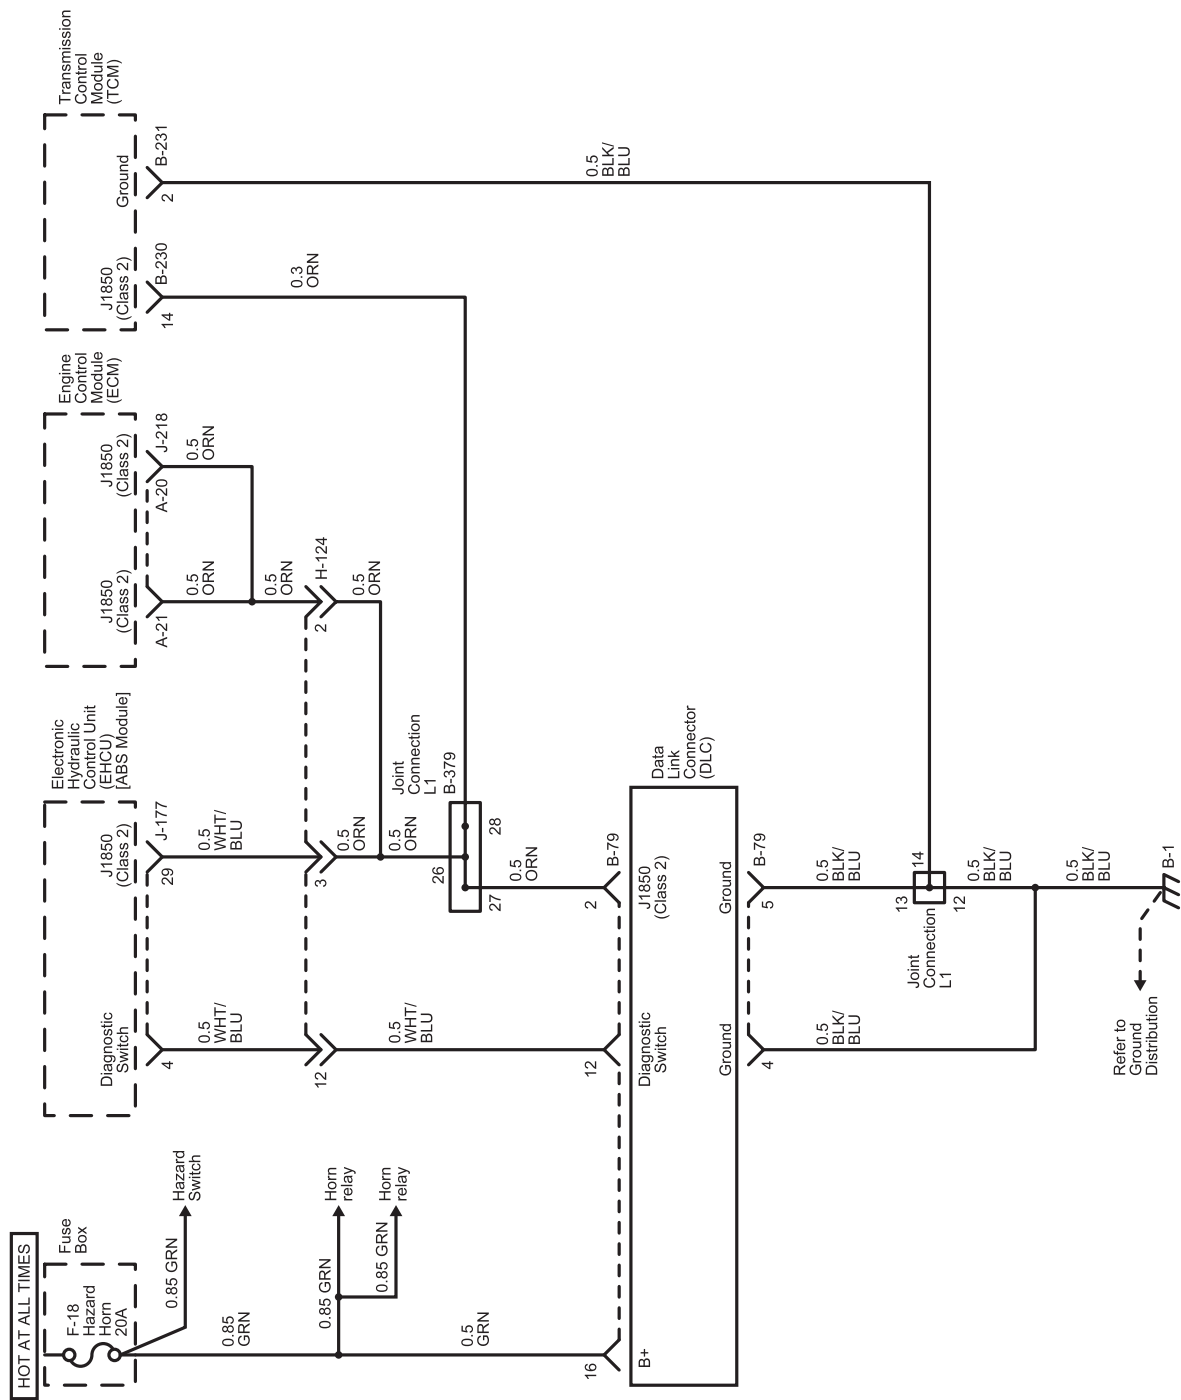 HOT AT ALL TIMES
Fuse
Box
F-18
Hazard
Horn
20A
0.85 GRN
Hazard
Switch
0.85
GRN
0.85 GRN
Horn
relay
0.85 GRN
Horn
relay
0.5
GRN
16
B+
Electronic
Hydraulic
Control Unit
(EHCU)
[ABS Module]
Diagnostic
Switch
4
0.5
WHT/
BLU
12
0.5
WHT/
BLU
12
Diagnostic
Switch
J1850
(Class 2)
29
J-177
0.5
WHT/
BLU
3
0.5
ORN
0.5
ORN
Engine
Control
Module
(ECM)
J1850
(Class 2)
A-21
0.5
ORN
J1850
(Class 2)
A-20
J-218
0.5
ORN
0.5
ORN
2
H-124
0.5
ORN
Joint
Connection
L1
B-379
26
28
27
0.5
ORN
2
B-79
J1850
(Class 2)
Data
Link
Connector
(DLC)
Transmission
Control
Module
(TCM)
J1850
(Class 2)
14
B-230
0.3
ORN
Ground
2
B-231
0.5
BLK/
BLU
Ground
4
0.5
BLK/
BLU
Ground
5
B-79
0.5
BLK/
BLU
13
14
12
Joint
Connection
L1
0.5
BLK/
BLU
0.5
BLK/
BLU
B-1
Refer to
Ground
Distribution